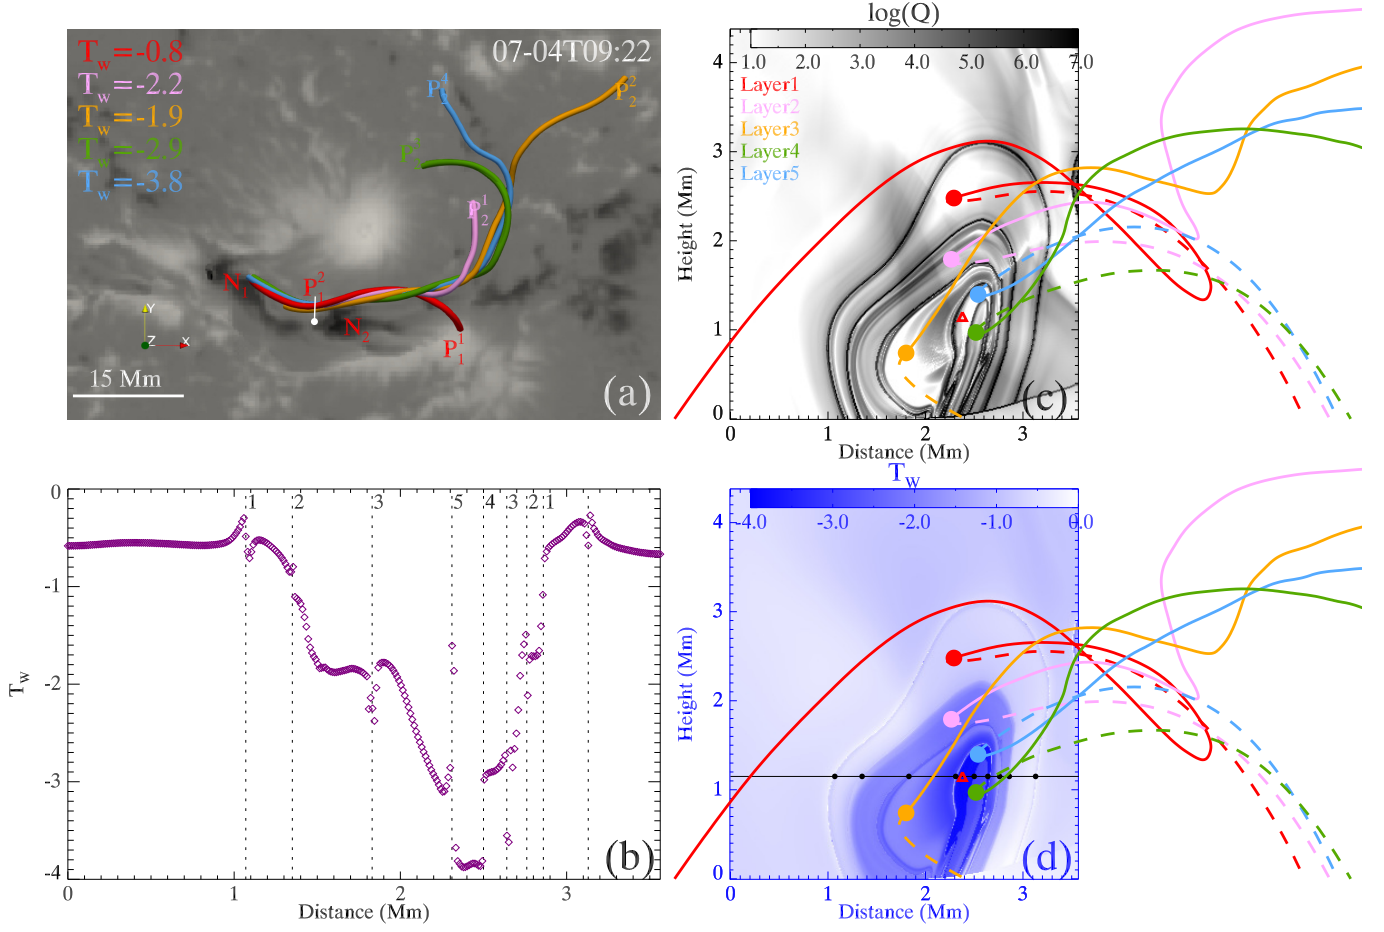 T_w=-0.8
T_w=-2.2
T_w=-1.9
T_w=-2.9
T_w=-3.8
07-04T09:22
P_2^4
P_2^2
P_2^3
P_2^1
N_1
P_1^2
N_2
P_1^1
Y
Z
X
15 Mm
(a)
log(Q)
1.0 2.0 3.0 4.0 5.0 6.0 7.0
Layer1
Layer2
Layer3
Layer4
Layer5
Height (Mm)
4
3
2
1
0
0 1 2 3
Distance (Mm)
(c)
T_w
0
-1
-2
-3
-4
1 2 3 5 4 3 2 1
0 1 2 3
Distance (Mm)
(b)
T_W
-4.0 -3.0 -2.0 -1.0 0.0
Height (Mm)
4
3
2
1
0
0 1 2 3
Distance (Mm)
(d)